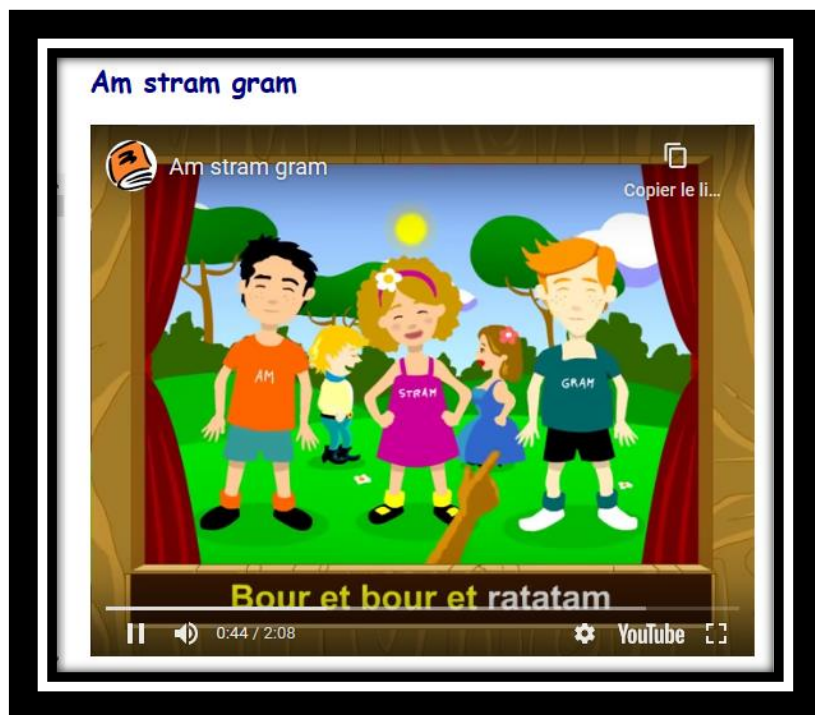 Am stram gram
Am stram gram
Copier le li...
AM
STRAM
GRAM
Bour et bour et ratatam
0:44 / 2:08
YouTube